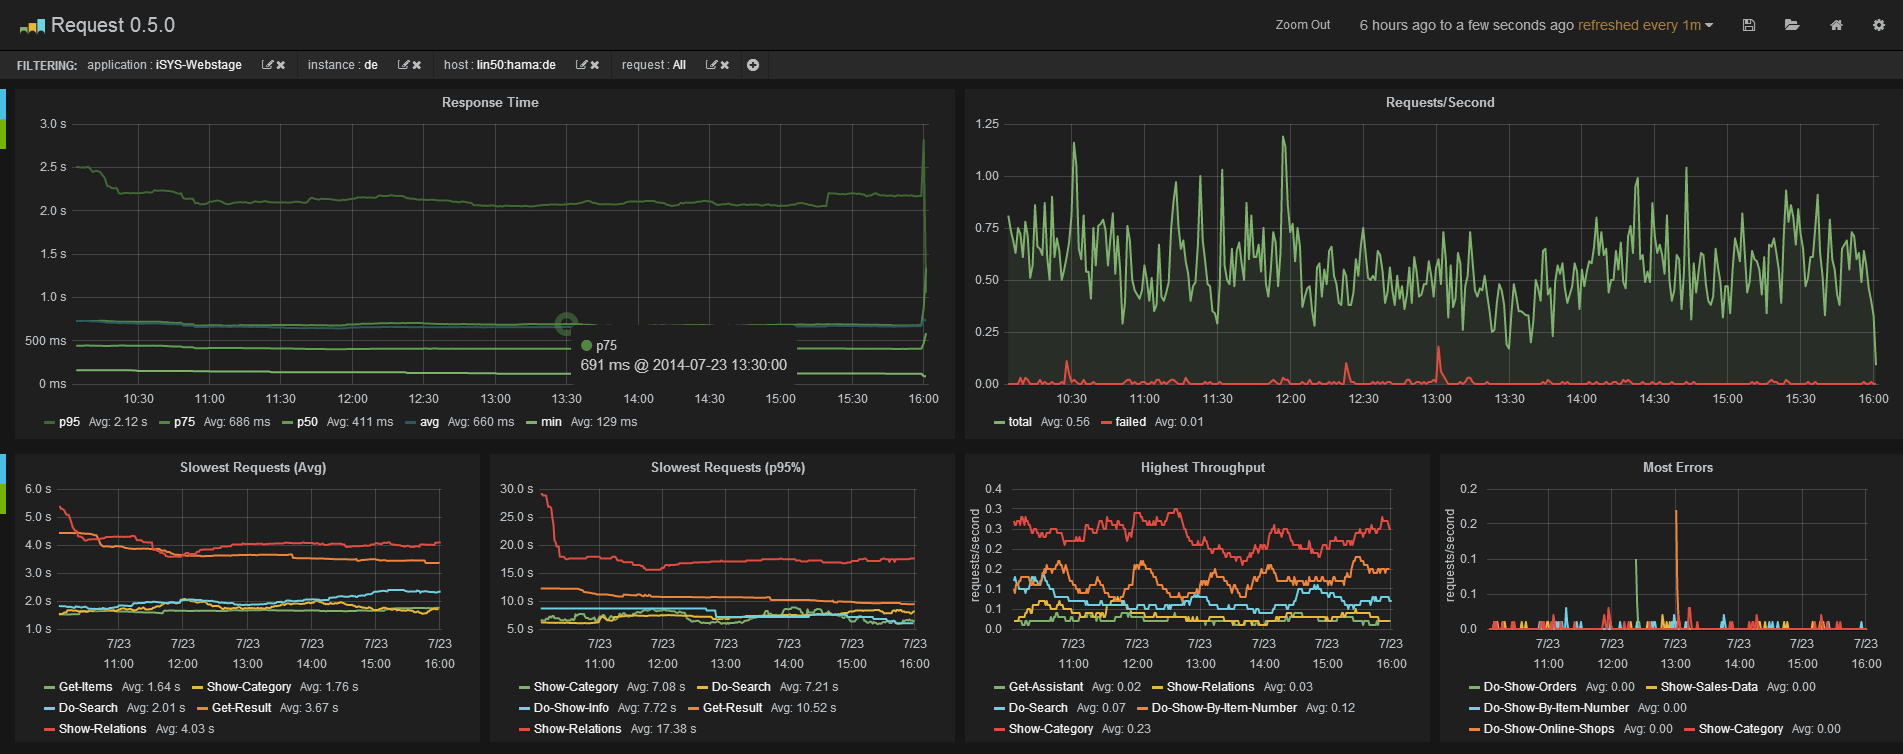 Request 0.5.0
Zoom Out 6 hours ago to a few seconds ago refreshed every 1m
FILTERING: application : iSYS-Webstage instance : de host : lin50:hama:de request : All
Response Time
3.0 s
2.5 s
2.0 s
1.5 s
1.0 s
500 ms
0 ms
p75
691 ms @ 2014-07-23 13:30:00
10:30 11:00 11:30 12:00 12:30 13:00 13:30 14:00 14:30 15:00 15:30 16:00
p95 Avg: 2.12 s p75 Avg: 686 ms p50 Avg: 411 ms avg Avg: 660 ms min Avg: 129 ms
Requests/Second
1.25
1.00
0.75
0.50
0.25
0.00
10:30 11:00 11:30 12:00 12:30 13:00 13:30 14:00 14:30 15:00 15:30 16:00
total Avg: 0.56 failed Avg: 0.01
Slowest Requests (Avg)
6.0 s
5.0 s
4.0 s
3.0 s
2.0 s
1.0 s
7/23 7/23 7/23 7/23 7/23 7/23
11:00 12:00 13:00 14:00 15:00 16:00
Get-Items Avg: 1.64 s Show-Category Avg: 1.76 s
Do-Search Avg: 2.01 s Get-Result Avg: 3.67 s
Show-Relations Avg: 4.03 s
Slowest Requests (p95%)
30.0 s
25.0 s
20.0 s
15.0 s
10.0 s
5.0 s
7/23 7/23 7/23 7/23 7/23 7/23
11:00 12:00 13:00 14:00 15:00 16:00
Show-Category Avg: 7.08 s Do-Search Avg: 7.21 s
Do-Show-Info Avg: 7.72 s Get-Result Avg: 10.52 s
Show-Relations Avg: 17.38 s
Highest Throughput
requests/second
0.4
0.3
0.3
0.2
0.2
0.1
0.1
0.0
7/23 7/23 7/23 7/23 7/23 7/23
11:00 12:00 13:00 14:00 15:00 16:00
Get-Assistant Avg: 0.02 Show-Relations Avg: 0.03
Do-Search Avg: 0.07 Do-Show-By-Item-Number Avg: 0.12
Show-Category Avg: 0.23
Most Errors
requests/second
0.2
0.2
0.1
0.1
0.0
7/23 7/23 7/23 7/23 7/23 7/23
11:00 12:00 13:00 14:00 15:00 16:00
Do-Show-Orders Avg: 0.00 Show-Sales-Data Avg: 0.00
Do-Show-By-Item-Number Avg: 0.00
Do-Show-Online-Shops Avg: 0.00 Show-Category Avg: 0.00